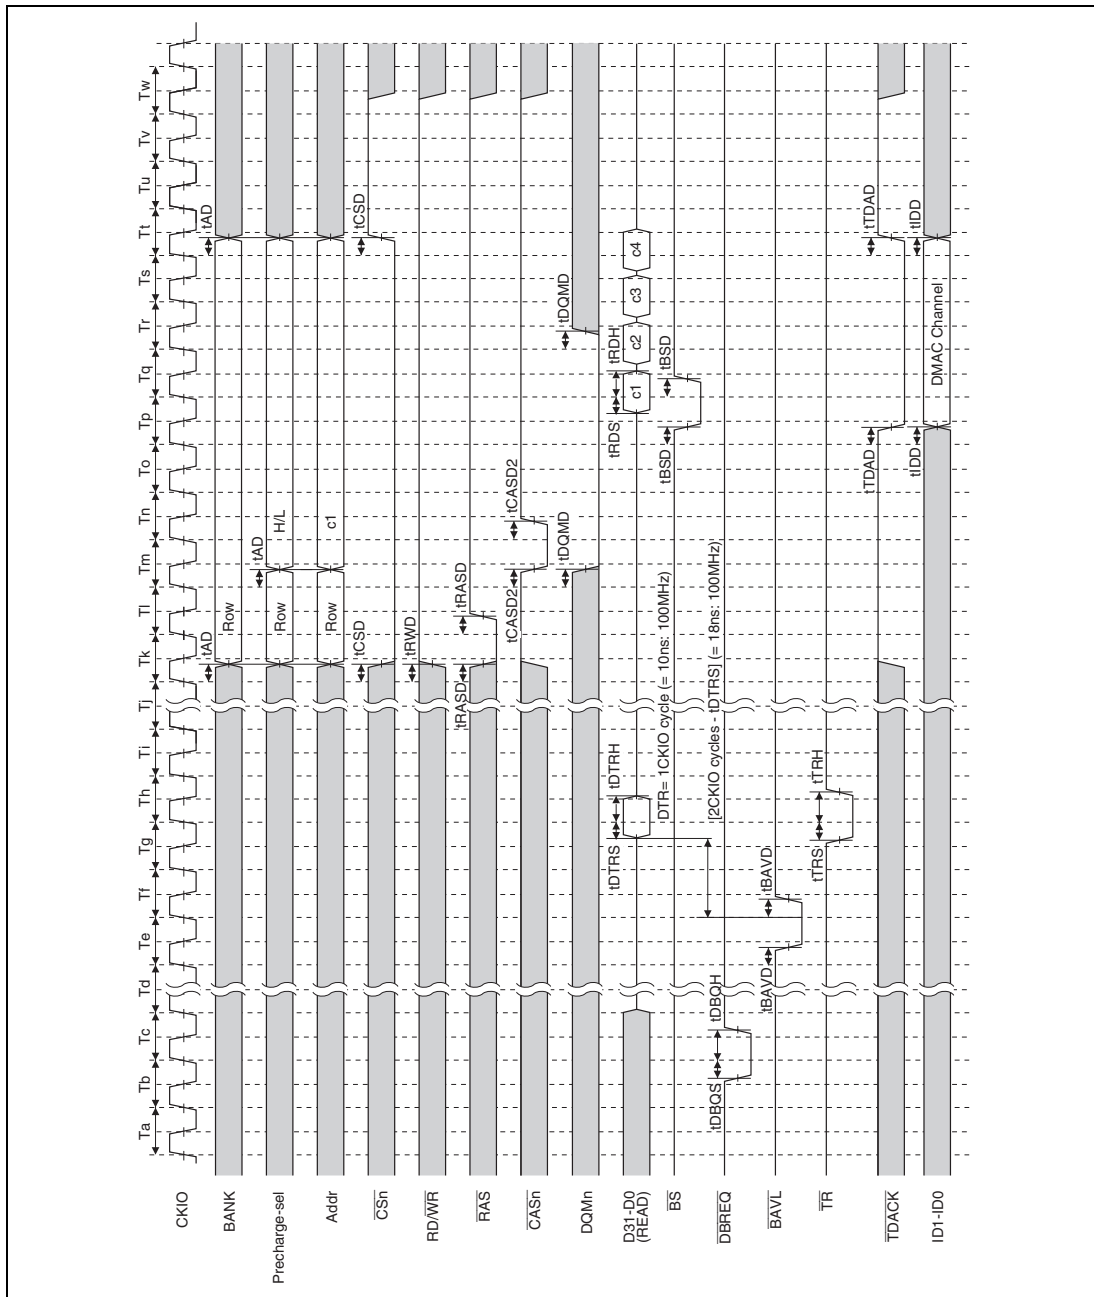 Ta
Tb
Tc
Td
Te
Tf
Tg
Th
Ti
Tj
Tk
Tl
Tm
Tn
To
Tp
Tq
Tr
Ts
Tt
Tu
Tv
Tw
CKIO
BANK
tAD
Row
tAD
Precharge-sel
Row
tAD
H/L
Addr
Row
c1
CSn
tCSD
tCSD
RD/WR
tRWD
RAS
tRASD
tRASD
CASn
tCASD2
tCASD2
DQMn
tDQMD
tDQMD
D31-D0
(READ)
tDTRS
tDTRH
tRDS
tRDH
c1
c2
c3
c4
DTR= 1CKIO cycle (= 10ns: 100MHz)
BS
tBSD
tBSD
[2CKIO cycles - tDTRS] (= 18ns: 100MHz)
DBREQ
tDBQS
tDBQH
BAVL
tBAVD
tBAVD
TR
tTRS
tTRH
TDACK
tTDAD
tTDAD
ID1-ID0
tIDD
tIDD
DMAC Channel